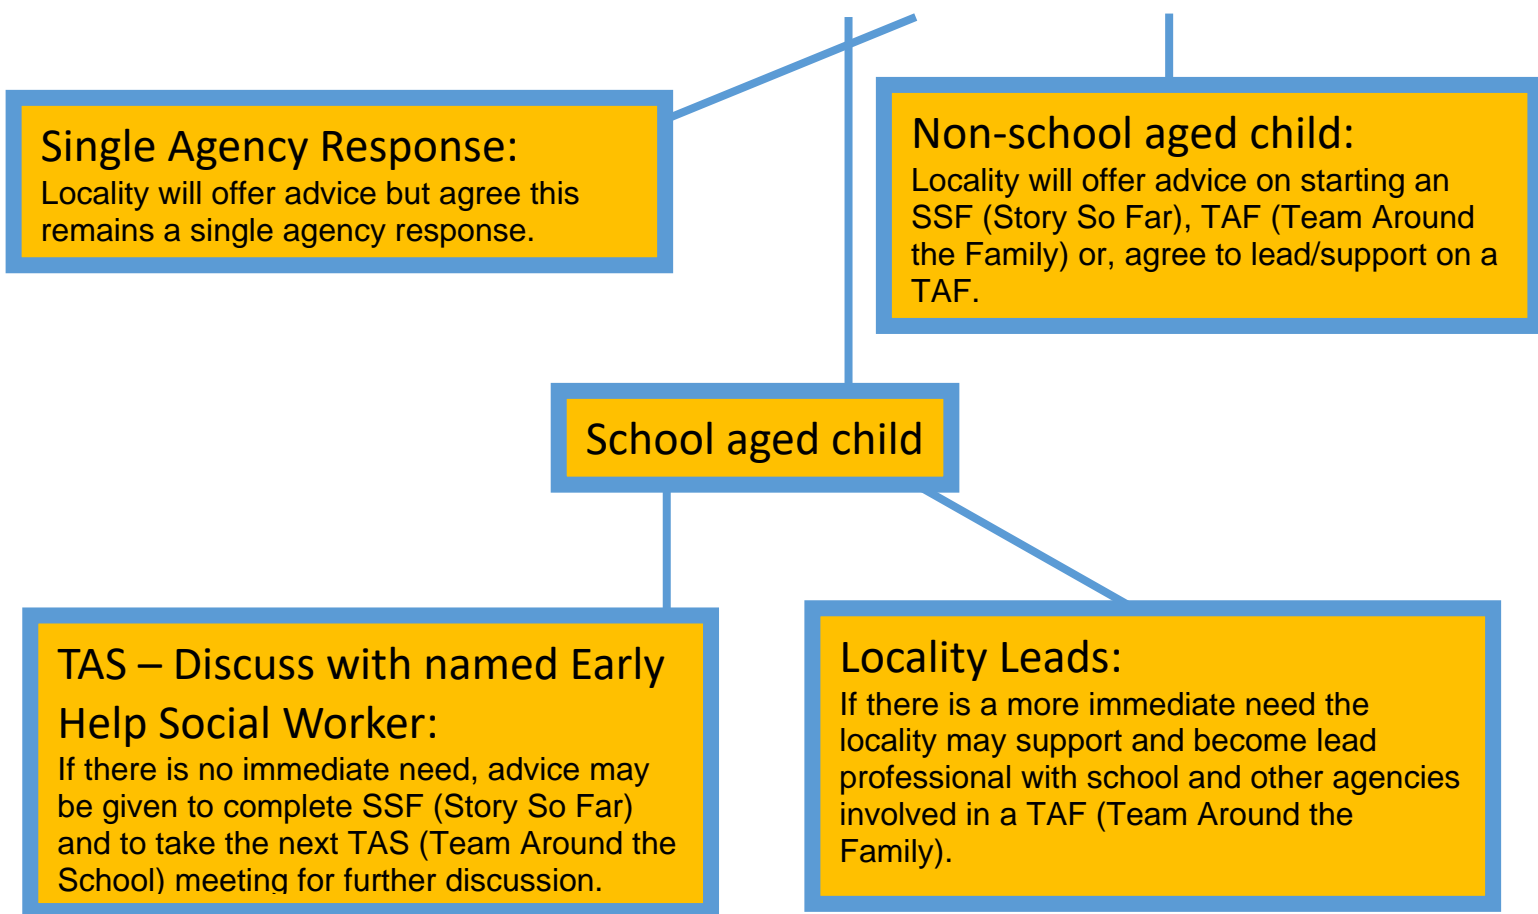 Single Agency Response:
Locality will offer advice but agree this
remains a single agency response.
Non-school aged child:
Locality will offer advice on starting an
SSF (Story So Far), TAF (Team Around
the Family) or, agree to lead/support on a
TAF.
School aged child
TAS – Discuss with named Early
Help Social Worker:
If there is no immediate need, advice may
be given to complete SSF (Story So Far)
and to take the next TAS (Team Around the
School) meeting for further discussion.
Locality Leads:
If there is a more immediate need the
locality may support and become lead
professional with school and other agencies
involved in a TAF (Team Around the
Family).